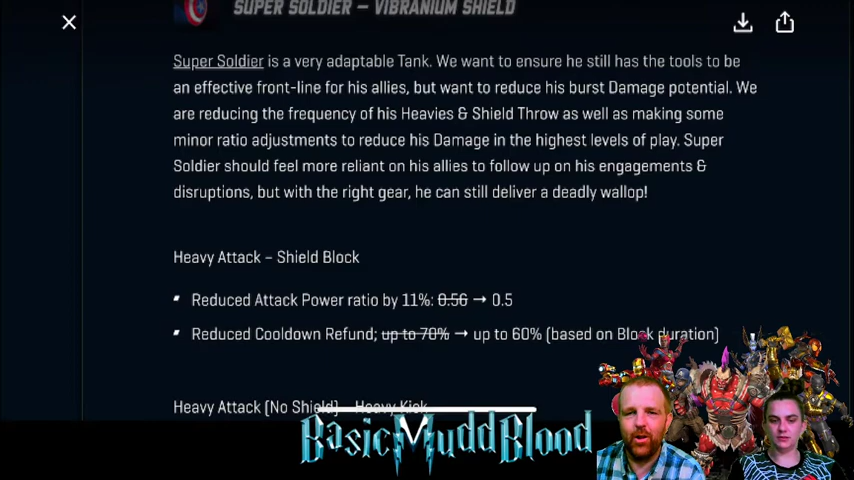 SUPER SOLDIER – VIBRANIUM SHIELD
Super Soldier is a very adaptable Tank. We want to ensure he still has the tools to be
an effective front-line for his allies, but want to reduce his burst Damage potential. We
are reducing the frequency of his Heavies & Shield Throw as well as making some
minor ratio adjustments to reduce his Damage in the highest levels of play. Super
Soldier should feel more reliant on his allies to follow up on his engagements &
disruptions, but with the right gear, he can still deliver a deadly wallop!
Heavy Attack – Shield Block
▪ Reduced Attack Power ratio by 11%: 0.56 → 0.5
▪ Reduced Cooldown Refund; up to 70% → up to 60% (based on Block duration)
Heavy Attack (No Shield) – Heavy Kick
BasicMuddBlood